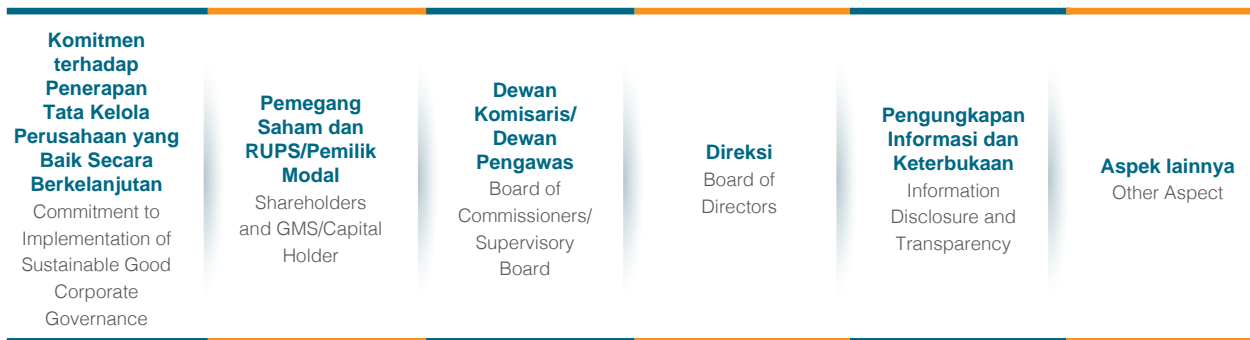 Komitmen
terhadap
Penerapan
Tata Kelola
Perusahaan yang
Baik Secara
Berkelanjutan
Commitment to
Implementation of
Sustainable Good
Corporate
Governance
Pemegang
Saham dan
RUPS/Pemilik
Modal
Shareholders
and GMS/Capital
Holder
Dewan
Komisaris/
Dewan
Pengawas
Board of
Commissioners/
Supervisory
Board
Direksi
Board of
Directors
Pengungkapan
Informasi dan
Keterbukaan
Information
Disclosure and
Transparency
Aspek lainnya
Other Aspect